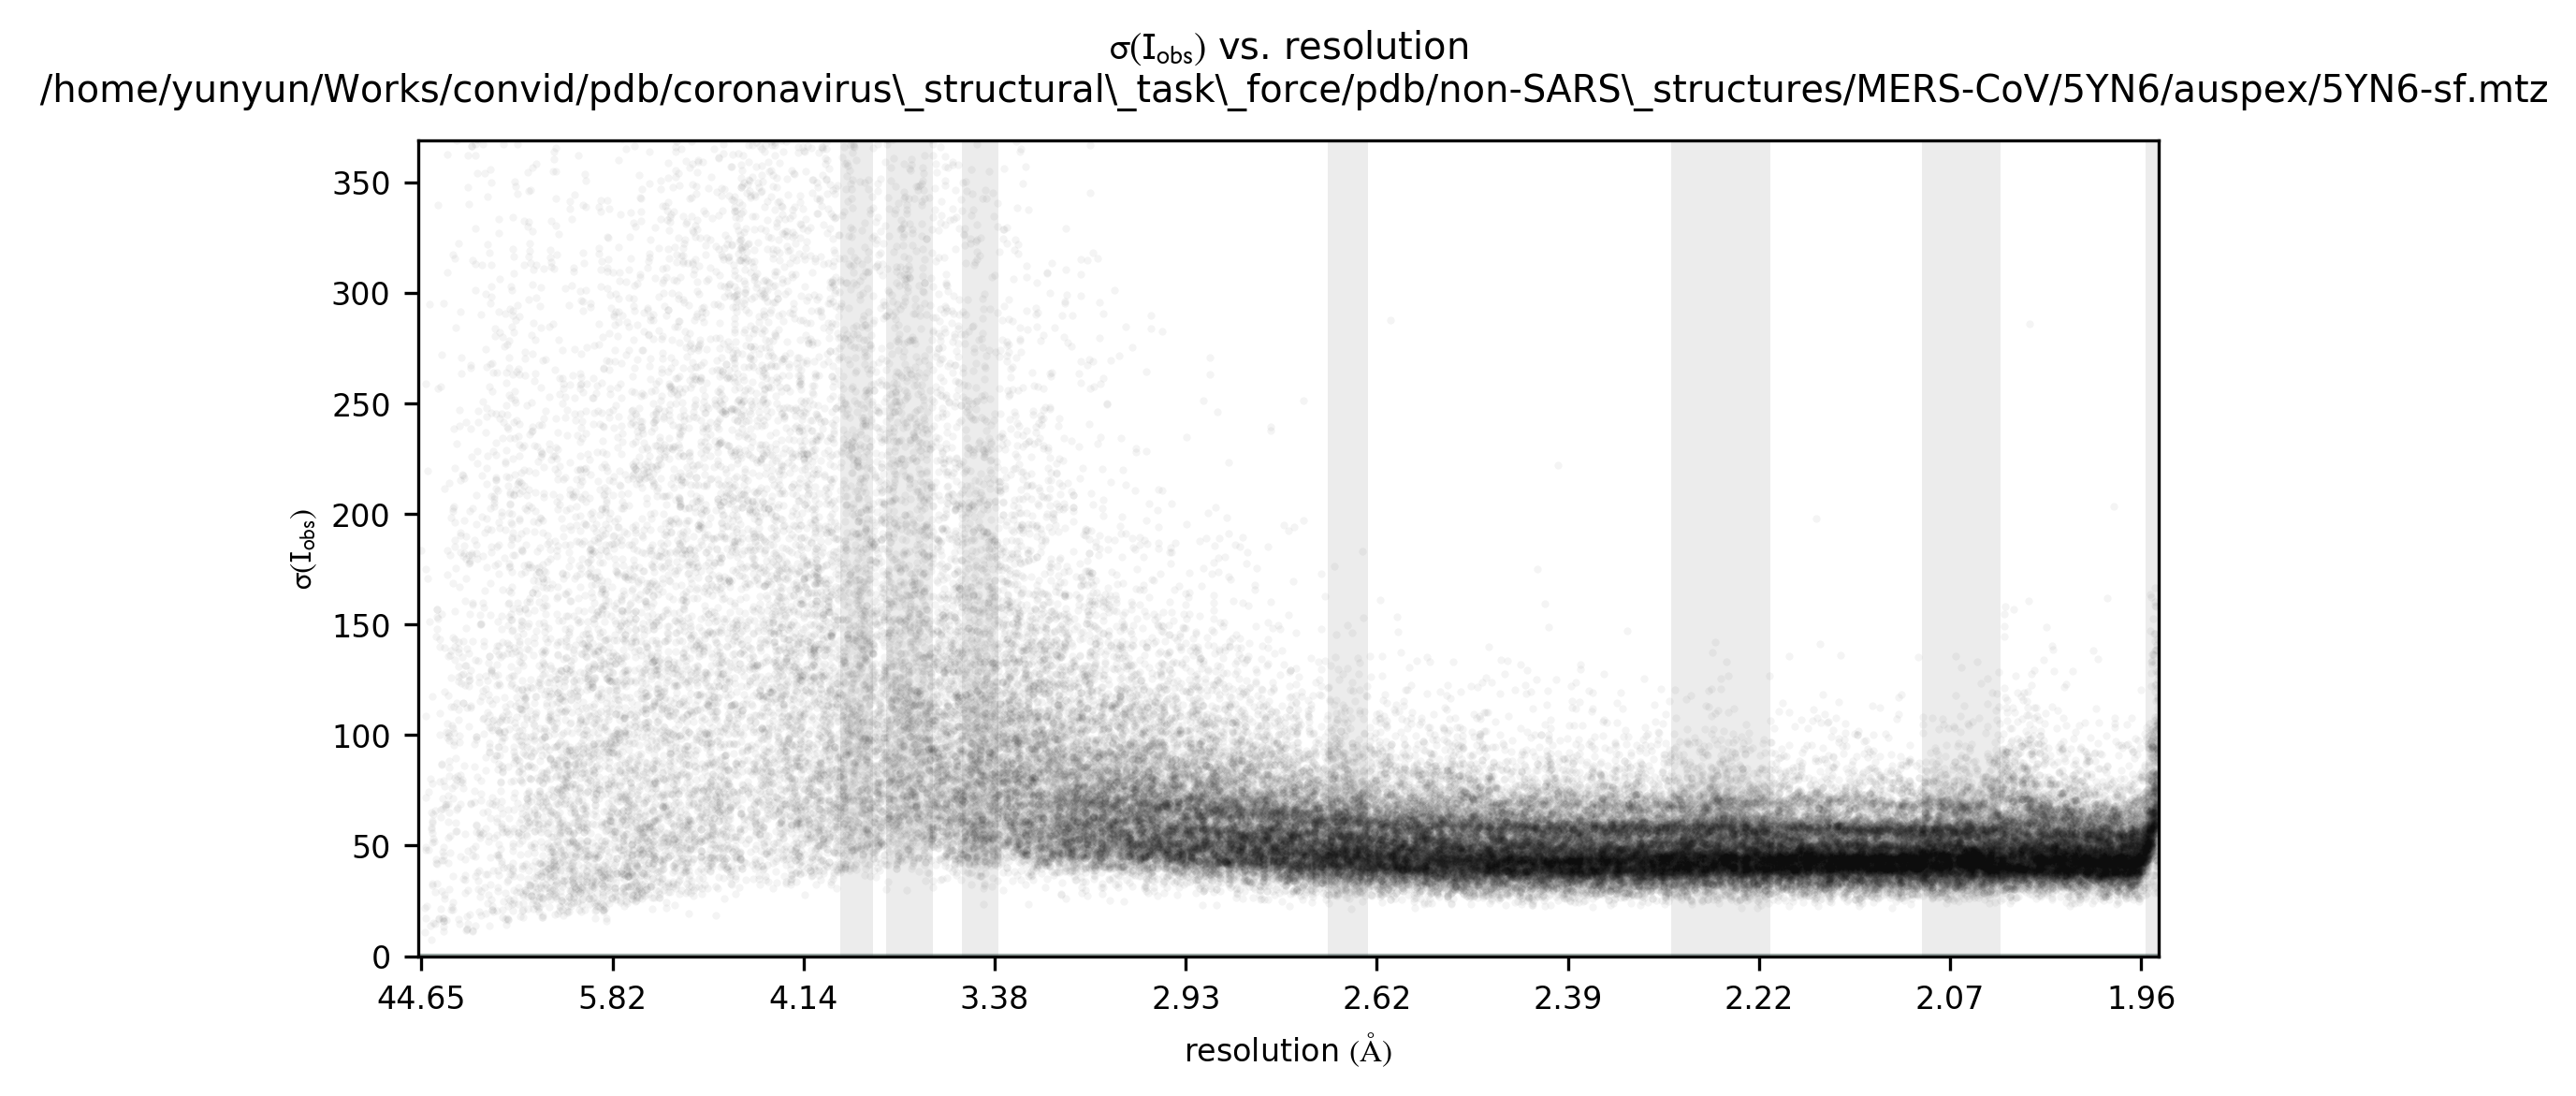 σ(Iobs) vs. resolution
/home/yunyun/Works/convid/pdb/coronavirus\_structural\_task\_force/pdb/non-SARS\_structures/MERS-CoV/5YN6/auspex/5YN6-sf.mtz
350
300
250
200
150
100
50
0
σ(Iobs)
44.65 5.82 4.14 3.38 2.93 2.62 2.39 2.22 2.07 1.96
resolution (Å)